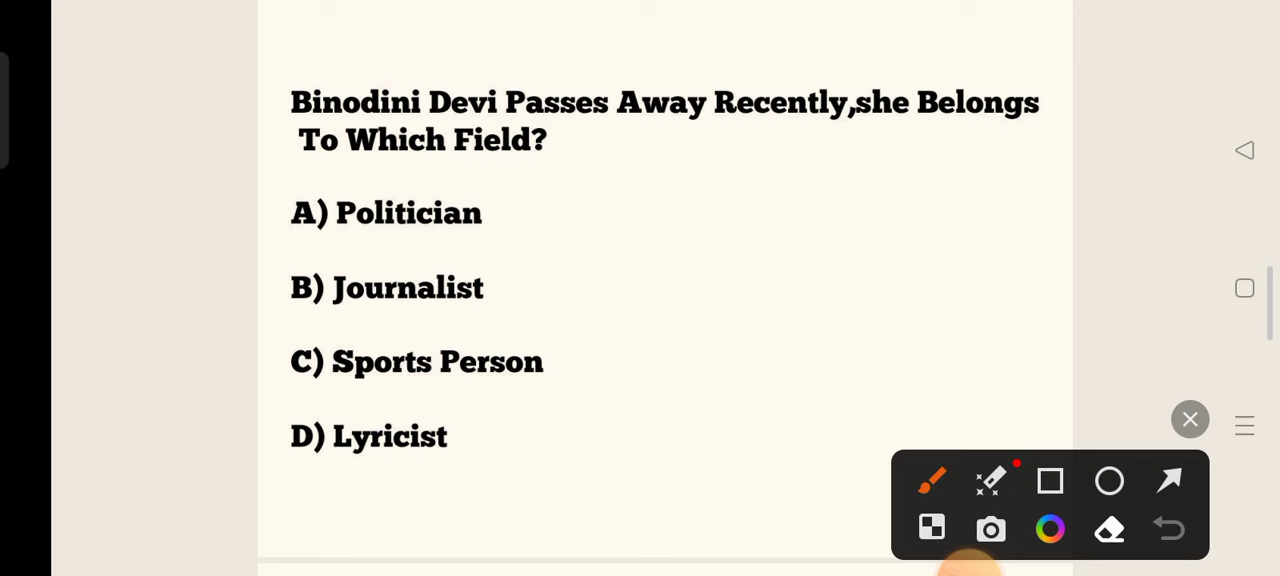 Binodini Devi Passes Away Recently,she Belongs
To Which Field?
A) Politician
B) Journalist
C) Sports Person
D) Lyricist